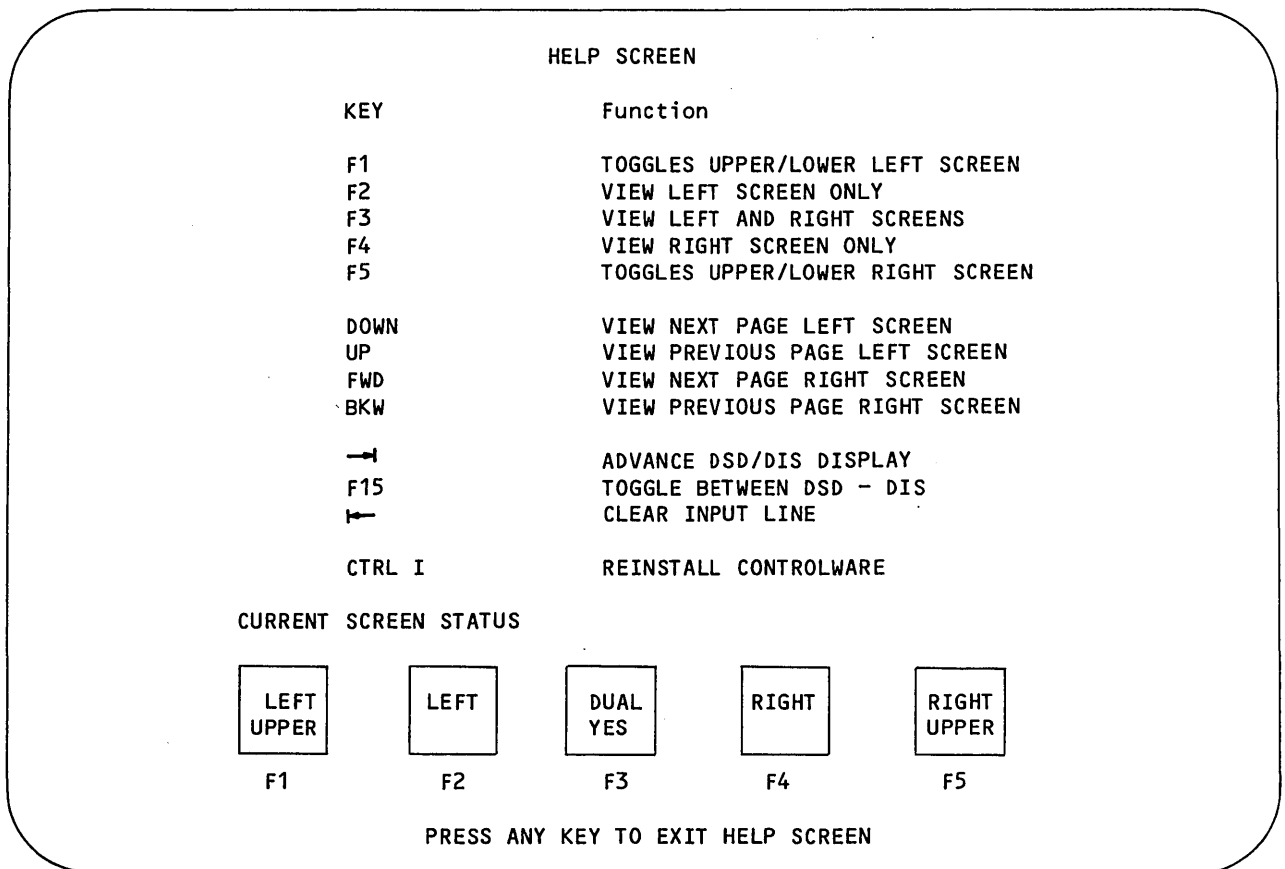 HELP SCREEN
KEY Function
F1 TOGGLES UPPER/LOWER LEFT SCREEN
F2 VIEW LEFT SCREEN ONLY
F3 VIEW LEFT AND RIGHT SCREENS
F4 VIEW RIGHT SCREEN ONLY
F5 TOGGLES UPPER/LOWER RIGHT SCREEN
DOWN VIEW NEXT PAGE LEFT SCREEN
UP VIEW PREVIOUS PAGE LEFT SCREEN
FWD VIEW NEXT PAGE RIGHT SCREEN
BKW VIEW PREVIOUS PAGE RIGHT SCREEN
→| ADVANCE DSD/DIS DISPLAY
F15 TOGGLE BETWEEN DSD - DIS
|← CLEAR INPUT LINE
CTRL I REINSTALL CONTROLWARE
CURRENT SCREEN STATUS
LEFT LEFT DUAL RIGHT RIGHT
UPPER YES UPPER
F1 F2 F3 F4 F5
PRESS ANY KEY TO EXIT HELP SCREEN